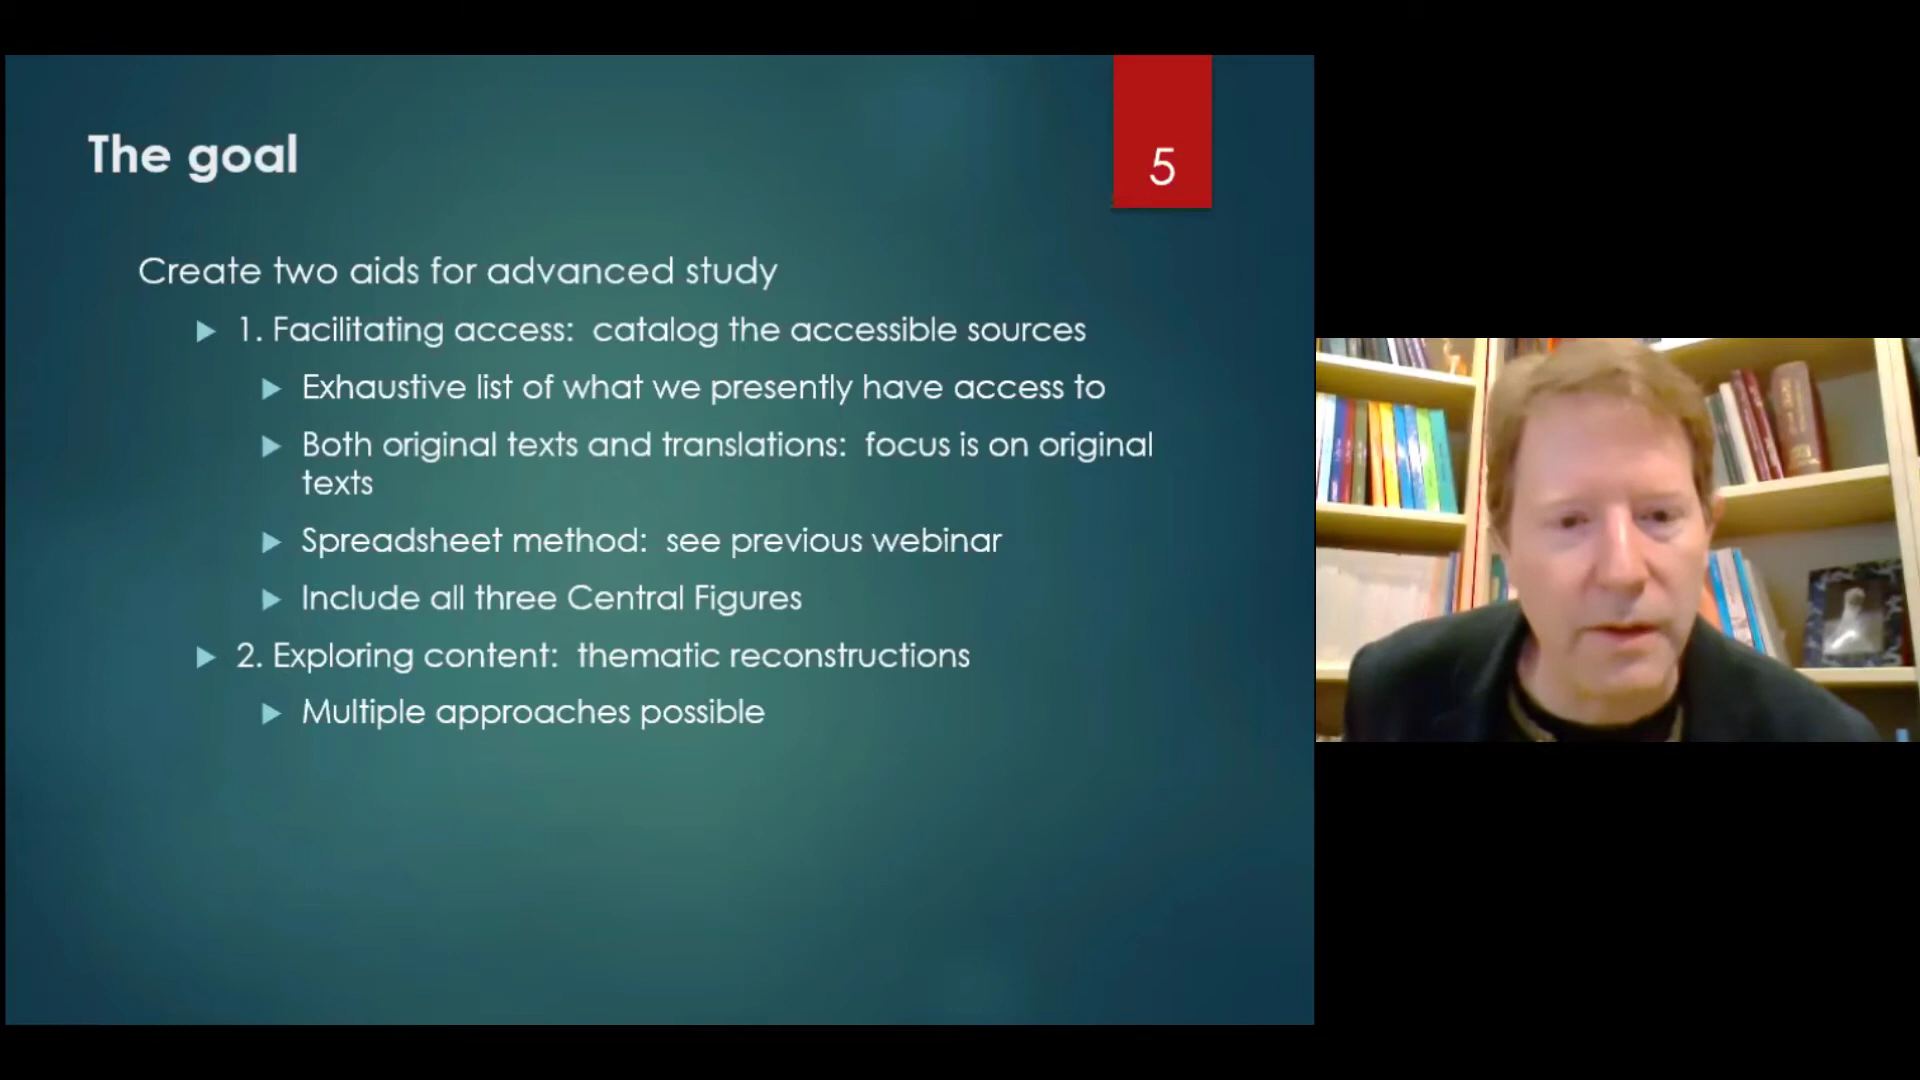 The goal
5
Create two aids for advanced study
1. Facilitating access:  catalog the accessible sources
Exhaustive list of what we presently have access to
Both original texts and translations:  focus is on original
texts
Spreadsheet method:  see previous webinar
Include all three Central Figures
2. Exploring content:  thematic reconstructions
Multiple approaches possible